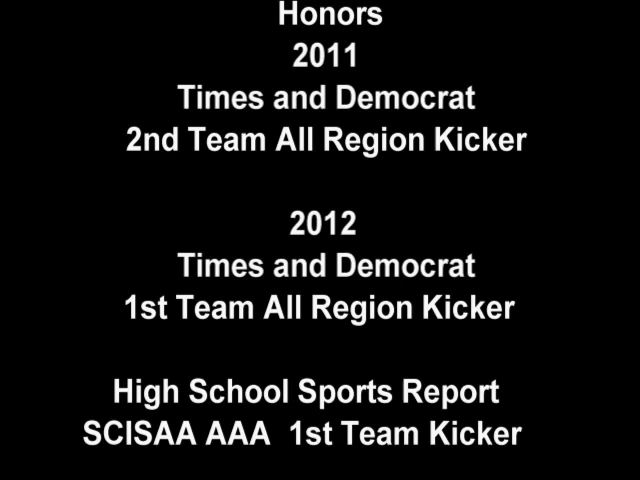 Honors
2011
Times and Democrat
2nd Team All Region Kicker
2012
Times and Democrat
1st Team All Region Kicker
High School Sports Report
SCISAA AAA 1st Team Kicker